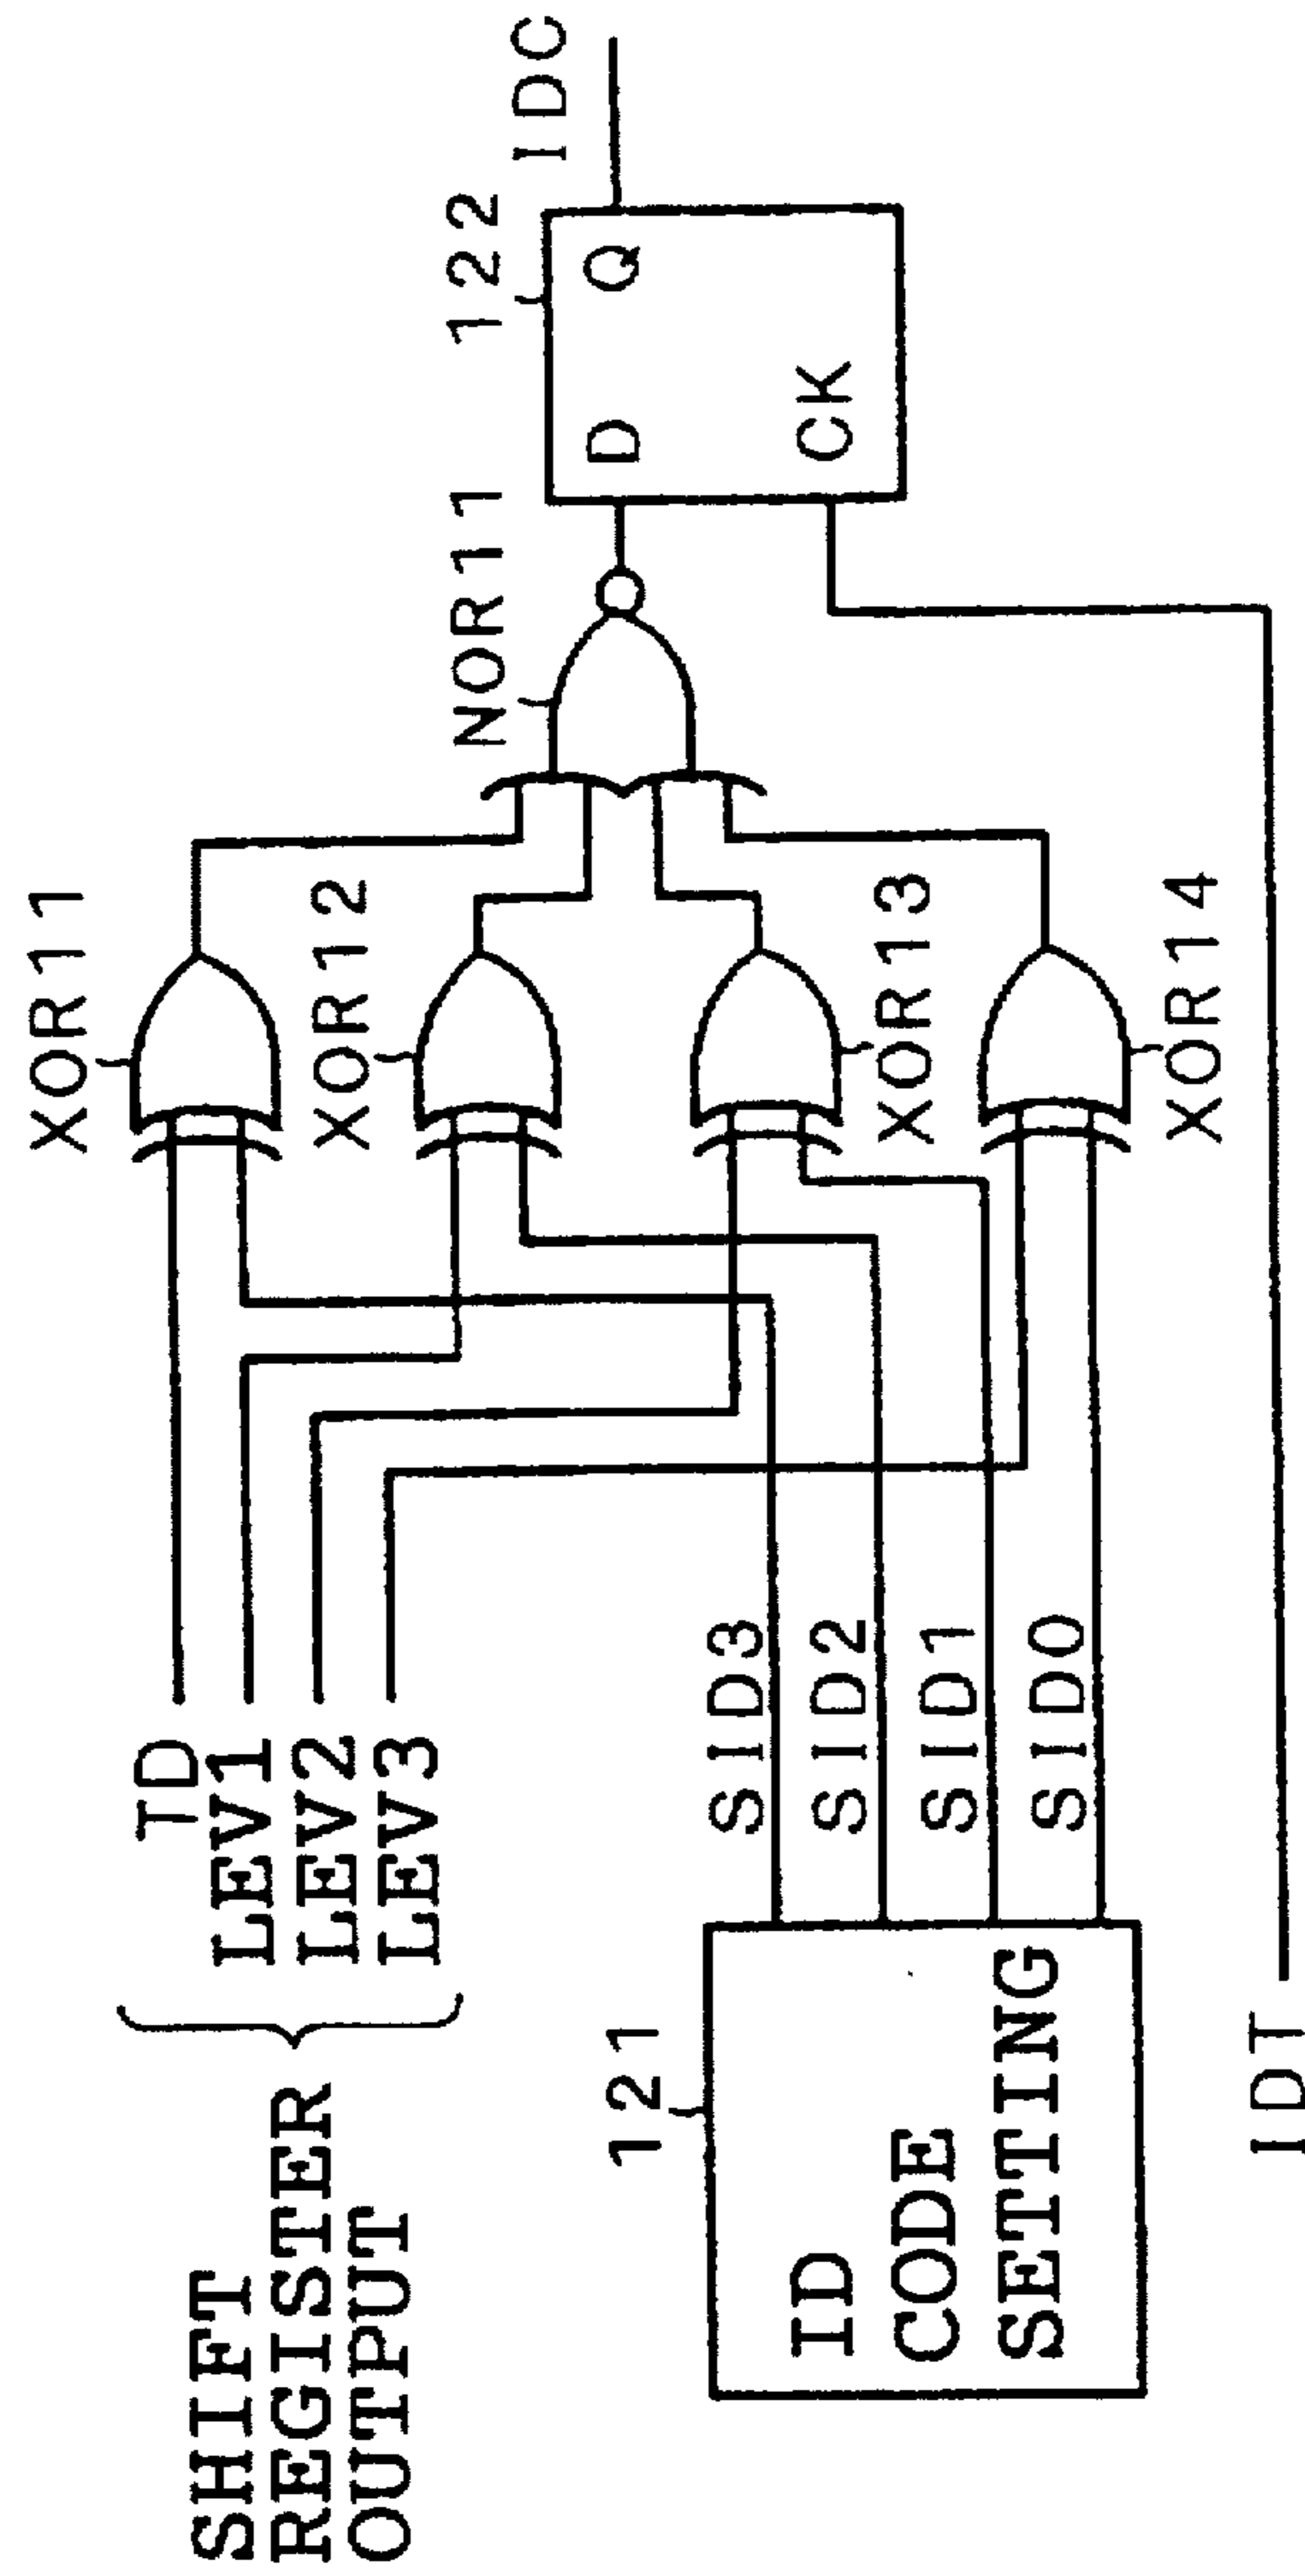 SHIFT
REGISTER
OUTPUT
TD
LEV1
LEV2
LEV3
XOR11
XOR12
XOR13
XOR14
NOR11
122
D
Q
CK
IDC
121
ID
CODE
SETTING
SID3
SID2
SID1
SID0
IDT